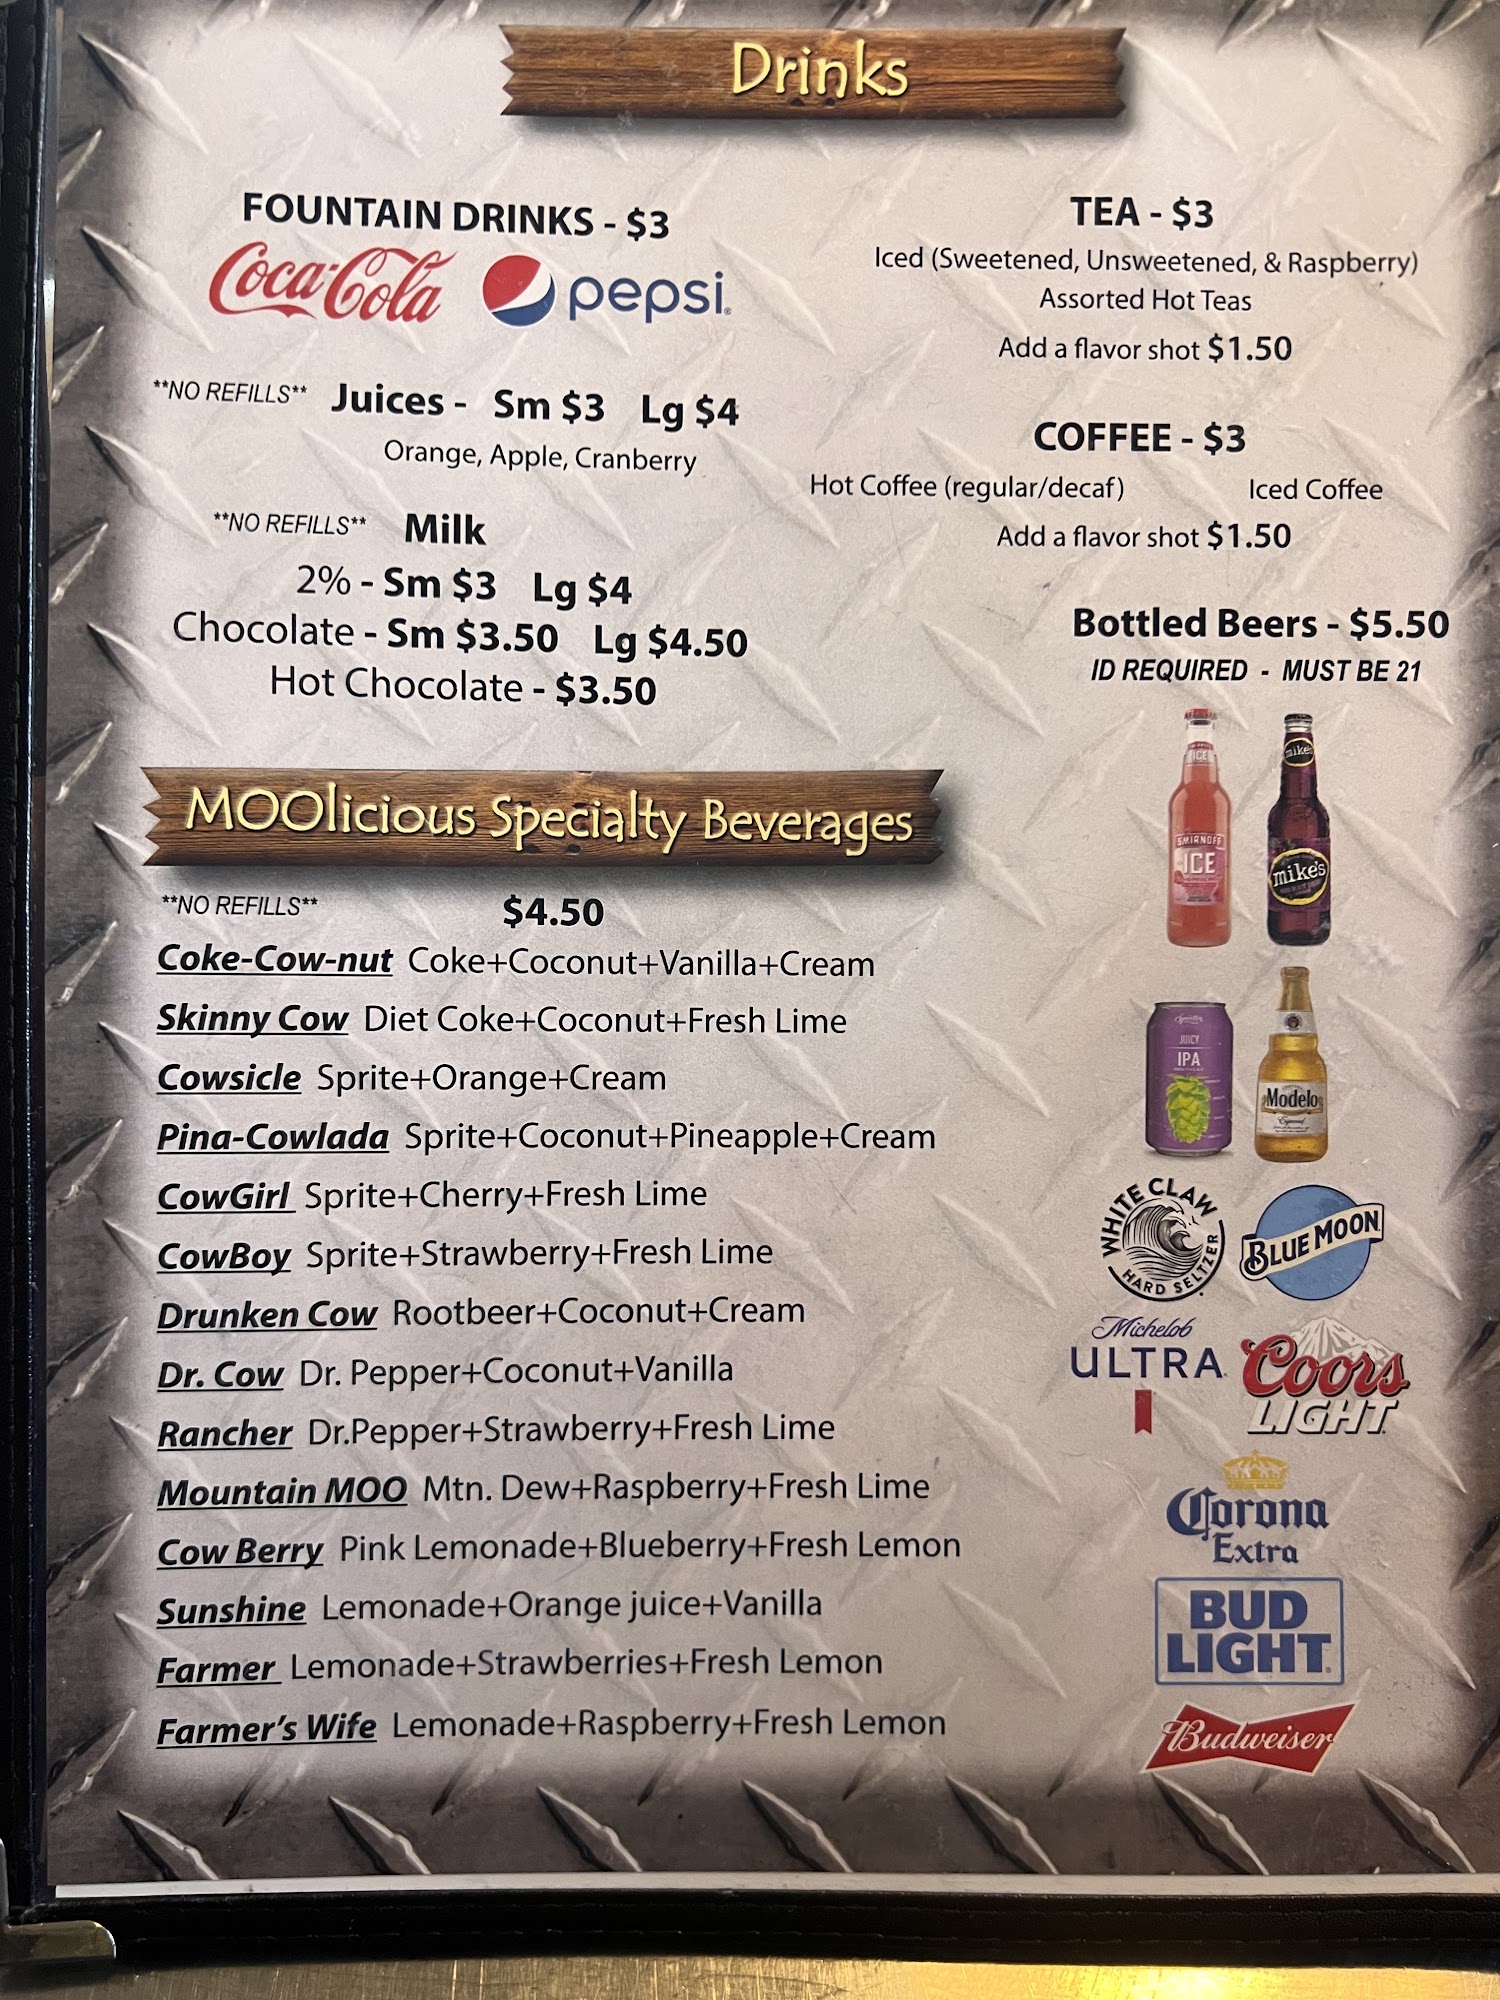 Drinks
FOUNTAIN DRINKS - $3
Coca-Cola
pepsi
**NO REFILLS** Juices - Sm $3 Lg $4
Orange, Apple, Cranberry
**NO REFILLS** Milk
2% - Sm $3 Lg $4
Chocolate - Sm $3.50 Lg $4.50
Hot Chocolate - $3.50
TEA - $3
Iced (Sweetened, Unsweetened, & Raspberry)
Assorted Hot Teas
Add a flavor shot $1.50
COFFEE - $3
Hot Coffee (regular/decaf) Iced Coffee
Add a flavor shot $1.50
Bottled Beers - $5.50
ID REQUIRED - MUST BE 21
MOOlicious Specialty Beverages
**NO REFILLS** $4.50
Coke-Cow-nut Coke+Coconut+Vanilla+Cream
Skinny Cow Diet Coke+Coconut+Fresh Lime
Cowsicle Sprite+Orange+Cream
Pina-Cowlada Sprite+Coconut+Pineapple+Cream
CowGirl Sprite+Cherry+Fresh Lime
CowBoy Sprite+Strawberry+Fresh Lime
Drunken Cow Rootbeer+Coconut+Cream
Dr. Cow Dr. Pepper+Coconut+Vanilla
Rancher Dr.Pepper+Strawberry+Fresh Lime
Mountain MOO Mtn. Dew+Raspberry+Fresh Lime
Cow Berry Pink Lemonade+Blueberry+Fresh Lemon
Sunshine Lemonade+Orange juice+Vanilla
Farmer Lemonade+Strawberries+Fresh Lemon
Farmer's Wife Lemonade+Raspberry+Fresh Lemon
ICE
SMIRNOFF
ICE
mike's
mike's
JUICY
IPA
Modelo
Especial
WHITE CLAW
HARD SELTZER
BLUE MOON
Michelob
ULTRA
Coors
LIGHT
Corona
Extra
BUD
LIGHT
Budweiser